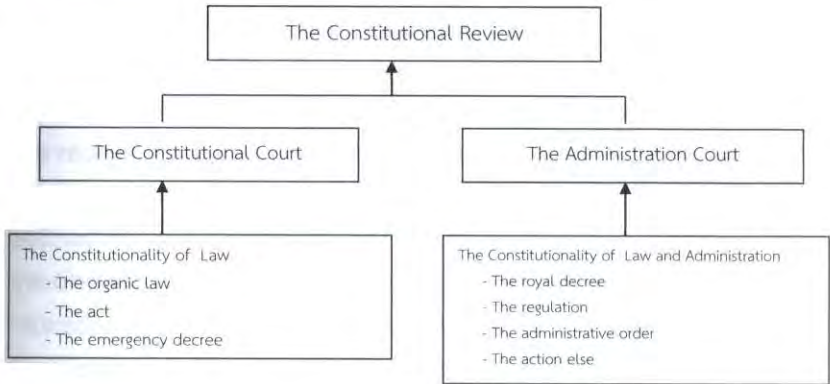 The Constitutional Review
The Constitutional Court
The Administration Court
The Constitutionality of Law
- The organic law
- The act
- The emergency decree
The Constitutionality of Law and Administration
- The royal decree
- The regulation
- The administrative order
- The action else